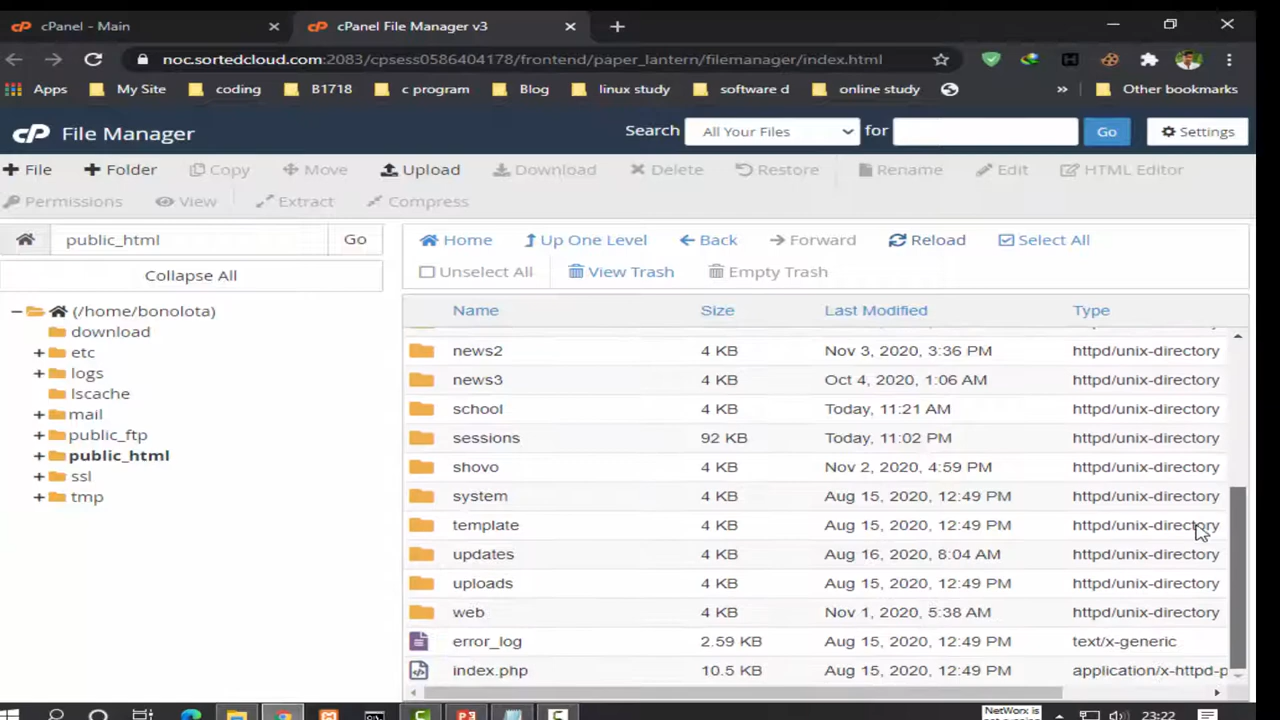 cPanel - Main
cPanel File Manager v3
noc.sortedcloud.com:2083/cpsess0586404178/frontend/paper_lantern/filemanager/index.html
Apps My Site coding B1718 c program Blog linux study software d online study » Other bookmarks
cP File Manager
Search All Your Files for Go Settings
File Folder Copy Move Upload Download Delete Restore Rename Edit HTML Editor
Permissions View Extract Compress
public_html Go
Home Up One Level Back Forward Reload Select All
Collapse All
Unselect All View Trash Empty Trash
(/home/bonolota)
download
etc
logs
lscache
mail
public_ftp
public_html
ssl
tmp
Name Size Last Modified Type
news2 4 KB Nov 3, 2020, 3:36 PM httpd/unix-directory
news3 4 KB Oct 4, 2020, 1:06 AM httpd/unix-directory
school 4 KB Today, 11:21 AM httpd/unix-directory
sessions 92 KB Today, 11:02 PM httpd/unix-directory
shovo 4 KB Nov 2, 2020, 4:59 PM httpd/unix-directory
system 4 KB Aug 15, 2020, 12:49 PM httpd/unix-directory
template 4 KB Aug 15, 2020, 12:49 PM httpd/unix-directory
updates 4 KB Aug 16, 2020, 8:04 AM httpd/unix-directory
uploads 4 KB Aug 15, 2020, 12:49 PM httpd/unix-directory
web 4 KB Nov 1, 2020, 5:38 AM httpd/unix-directory
error_log 2.59 KB Aug 15, 2020, 12:49 PM text/x-generic
index.php 10.5 KB Aug 15, 2020, 12:49 PM application/x-httpd-p
NetWorx is
23:22